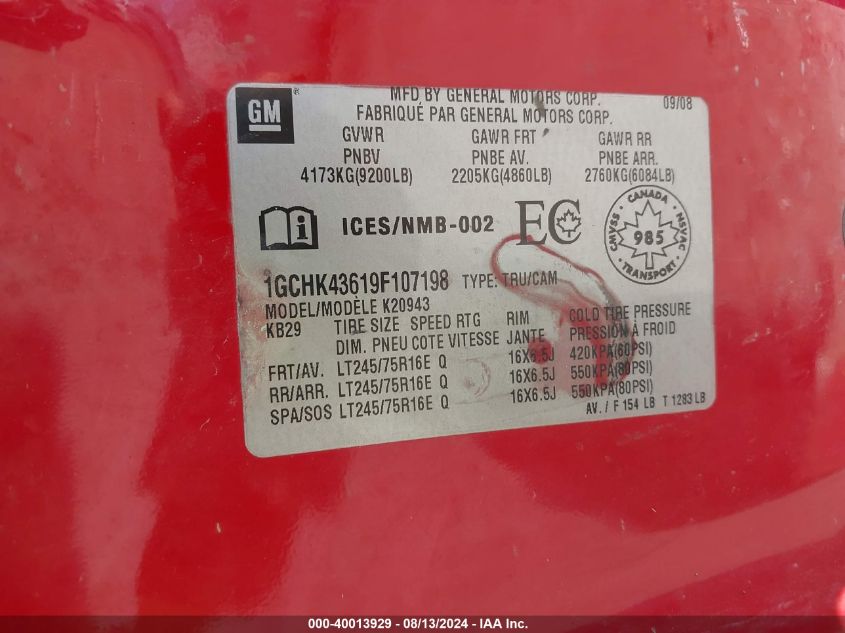 GM ®
MFD BY GENERAL MOTORS CORP. 09/08
FABRIQUÉ PAR GENERAL MOTORS CORP.
GVWR GAWR FRT GAWR RR
PNBV PNBE AV. PNBE ARR.
4173KG(9200LB) 2205KG(4860LB) 2760KG(6084LB)
ICES/NMB-002 EC
CANADA
CMVSS 985 NSVAC
TRANSPORT
1GCHK43619F107198 TYPE: TRU/CAM
MODEL/MODÈLE K20943
KB29 TIRE SIZE SPEED RTG RIM COLD TIRE PRESSURE
DIM. PNEU COTE VITESSE JANTE PRESSION À FROID
FRT/AV. LT245/75R16E Q 16X6.5J 420KPA(60PSI)
RR/ARR. LT245/75R16E Q 16X6.5J 550KPA(80PSI)
SPA/SOS LT245/75R16E Q 16X6.5J 550KPA(80PSI)
AV. / F 154 LB T 1283 LB
000-40013929 - 08/13/2024 - IAA Inc.